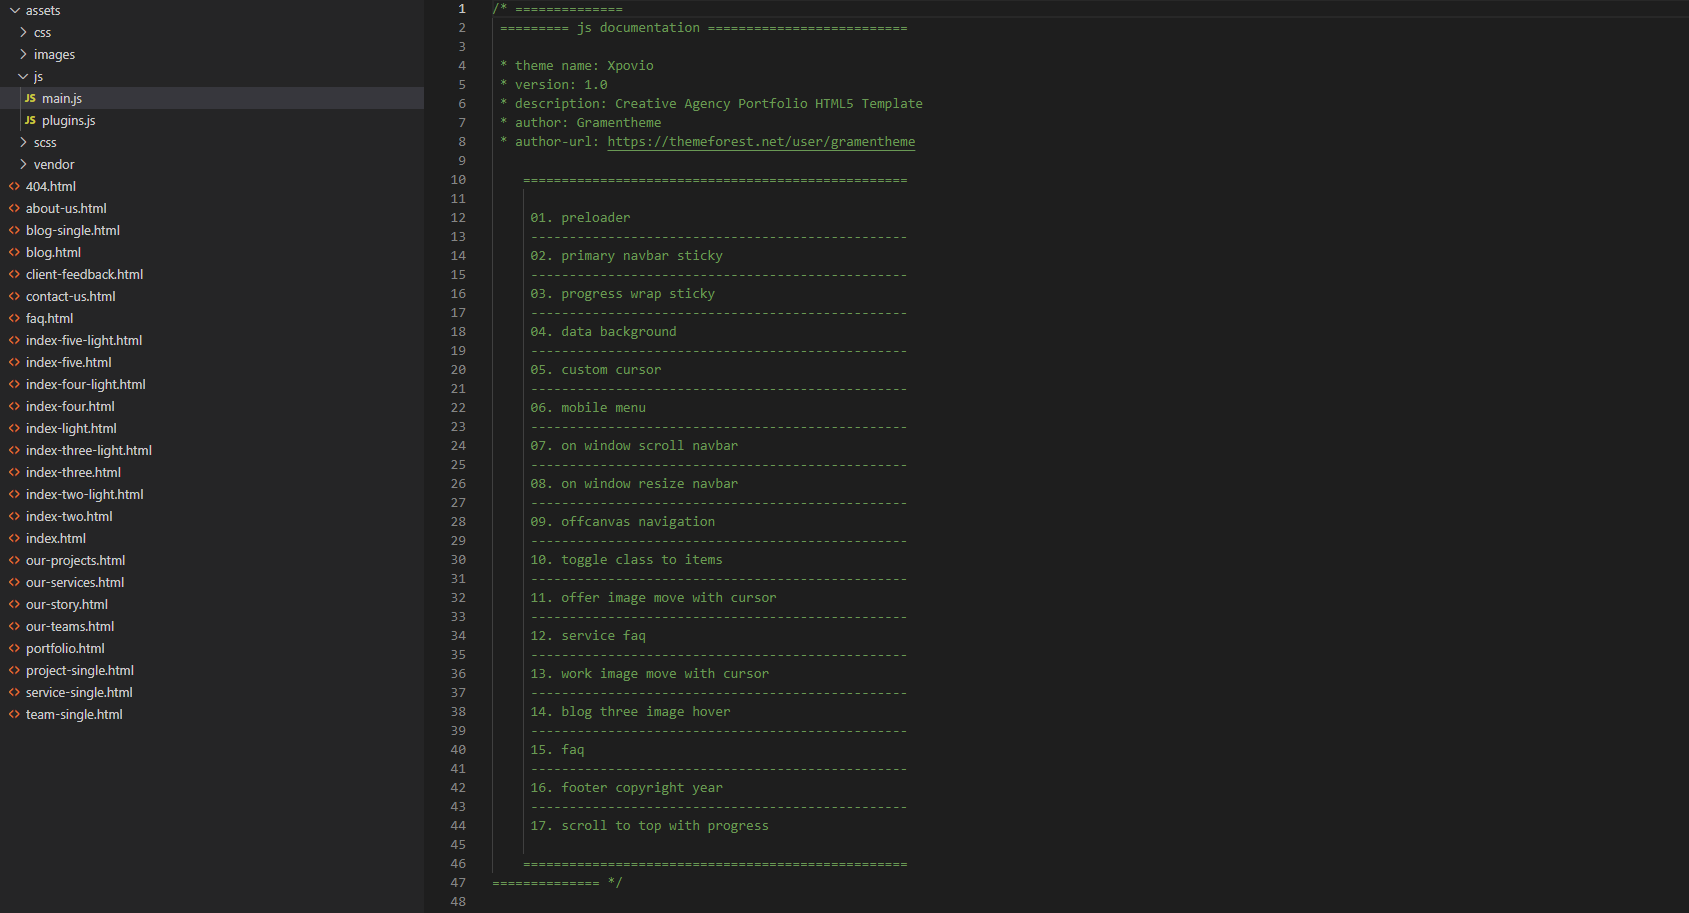 assets
css
images
js
JS main.js
JS plugins.js
scss
vendor
<> 404.html
<> about-us.html
<> blog-single.html
<> blog.html
<> client-feedback.html
<> contact-us.html
<> faq.html
<> index-five-light.html
<> index-five.html
<> index-four-light.html
<> index-four.html
<> index-light.html
<> index-three-light.html
<> index-three.html
<> index-two-light.html
<> index-two.html
<> index.html
<> our-projects.html
<> our-services.html
<> our-story.html
<> our-teams.html
<> portfolio.html
<> project-single.html
<> service-single.html
<> team-single.html
1 /* ==============
2 ========= js documentation ==========================
3
4 * theme name: Xpovio
5 * version: 1.0
6 * description: Creative Agency Portfolio HTML5 Template
7 * author: Gramentheme
8 * author-url: https://themeforest.net/user/gramentheme
9
10 ==================================================
11
12 01. preloader
13 -------------------------------------------------
14 02. primary navbar sticky
15 -------------------------------------------------
16 03. progress wrap sticky
17 -------------------------------------------------
18 04. data background
19 -------------------------------------------------
20 05. custom cursor
21 -------------------------------------------------
22 06. mobile menu
23 -------------------------------------------------
24 07. on window scroll navbar
25 -------------------------------------------------
26 08. on window resize navbar
27 -------------------------------------------------
28 09. offcanvas navigation
29 -------------------------------------------------
30 10. toggle class to items
31 -------------------------------------------------
32 11. offer image move with cursor
33 -------------------------------------------------
34 12. service faq
35 -------------------------------------------------
36 13. work image move with cursor
37 -------------------------------------------------
38 14. blog three image hover
39 -------------------------------------------------
40 15. faq
41 -------------------------------------------------
42 16. footer copyright year
43 -------------------------------------------------
44 17. scroll to top with progress
45
46 ==================================================
47 ============== */
48